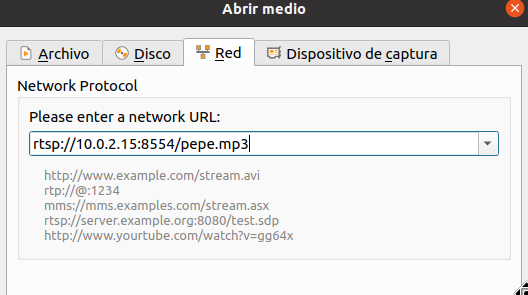 Abrir medio
Archivo Disco Red Dispositivo de captura
Network Protocol
Please enter a network URL:
rtsp://10.0.2.15:8554/pepe.mp3
http://www.example.com/stream.avi
rtp://@:1234
mms://mms.examples.com/stream.asx
rtsp://server.example.org:8080/test.sdp
http://www.yourtube.com/watch?v=gg64x